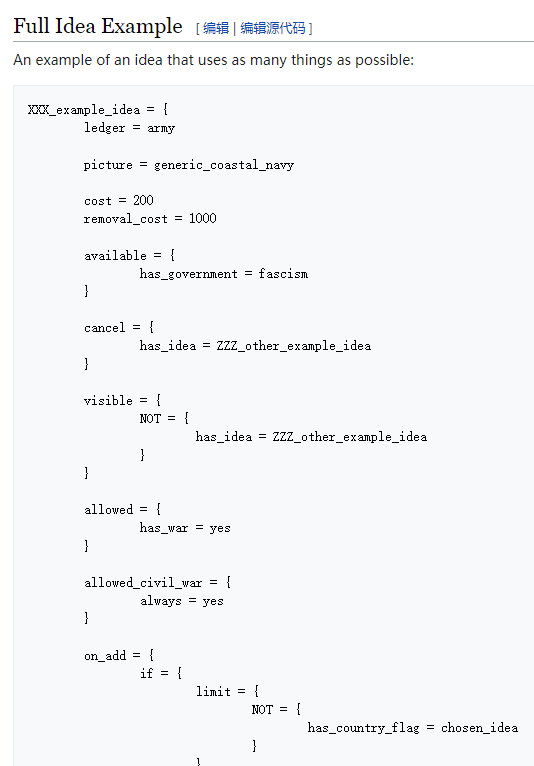 Full Idea Example [ 编辑 | 编辑源代码 ]
An example of an idea that uses as many things as possible:
XXX_example_idea = {
        ledger = army

        picture = generic_coastal_navy

        cost = 200
        removal_cost = 1000

        available = {
                has_government = fascism
        }

        cancel = {
                has_idea = ZZZ_other_example_idea
        }

        visible = {
                NOT = {
                        has_idea = ZZZ_other_example_idea
                }
        }

        allowed = {
                has_war = yes
        }

        allowed_civil_war = {
                always = yes
        }

        on_add = {
                if = {
                        limit = {
                                NOT = {
                                        has_country_flag = chosen_idea
                                }
                        }